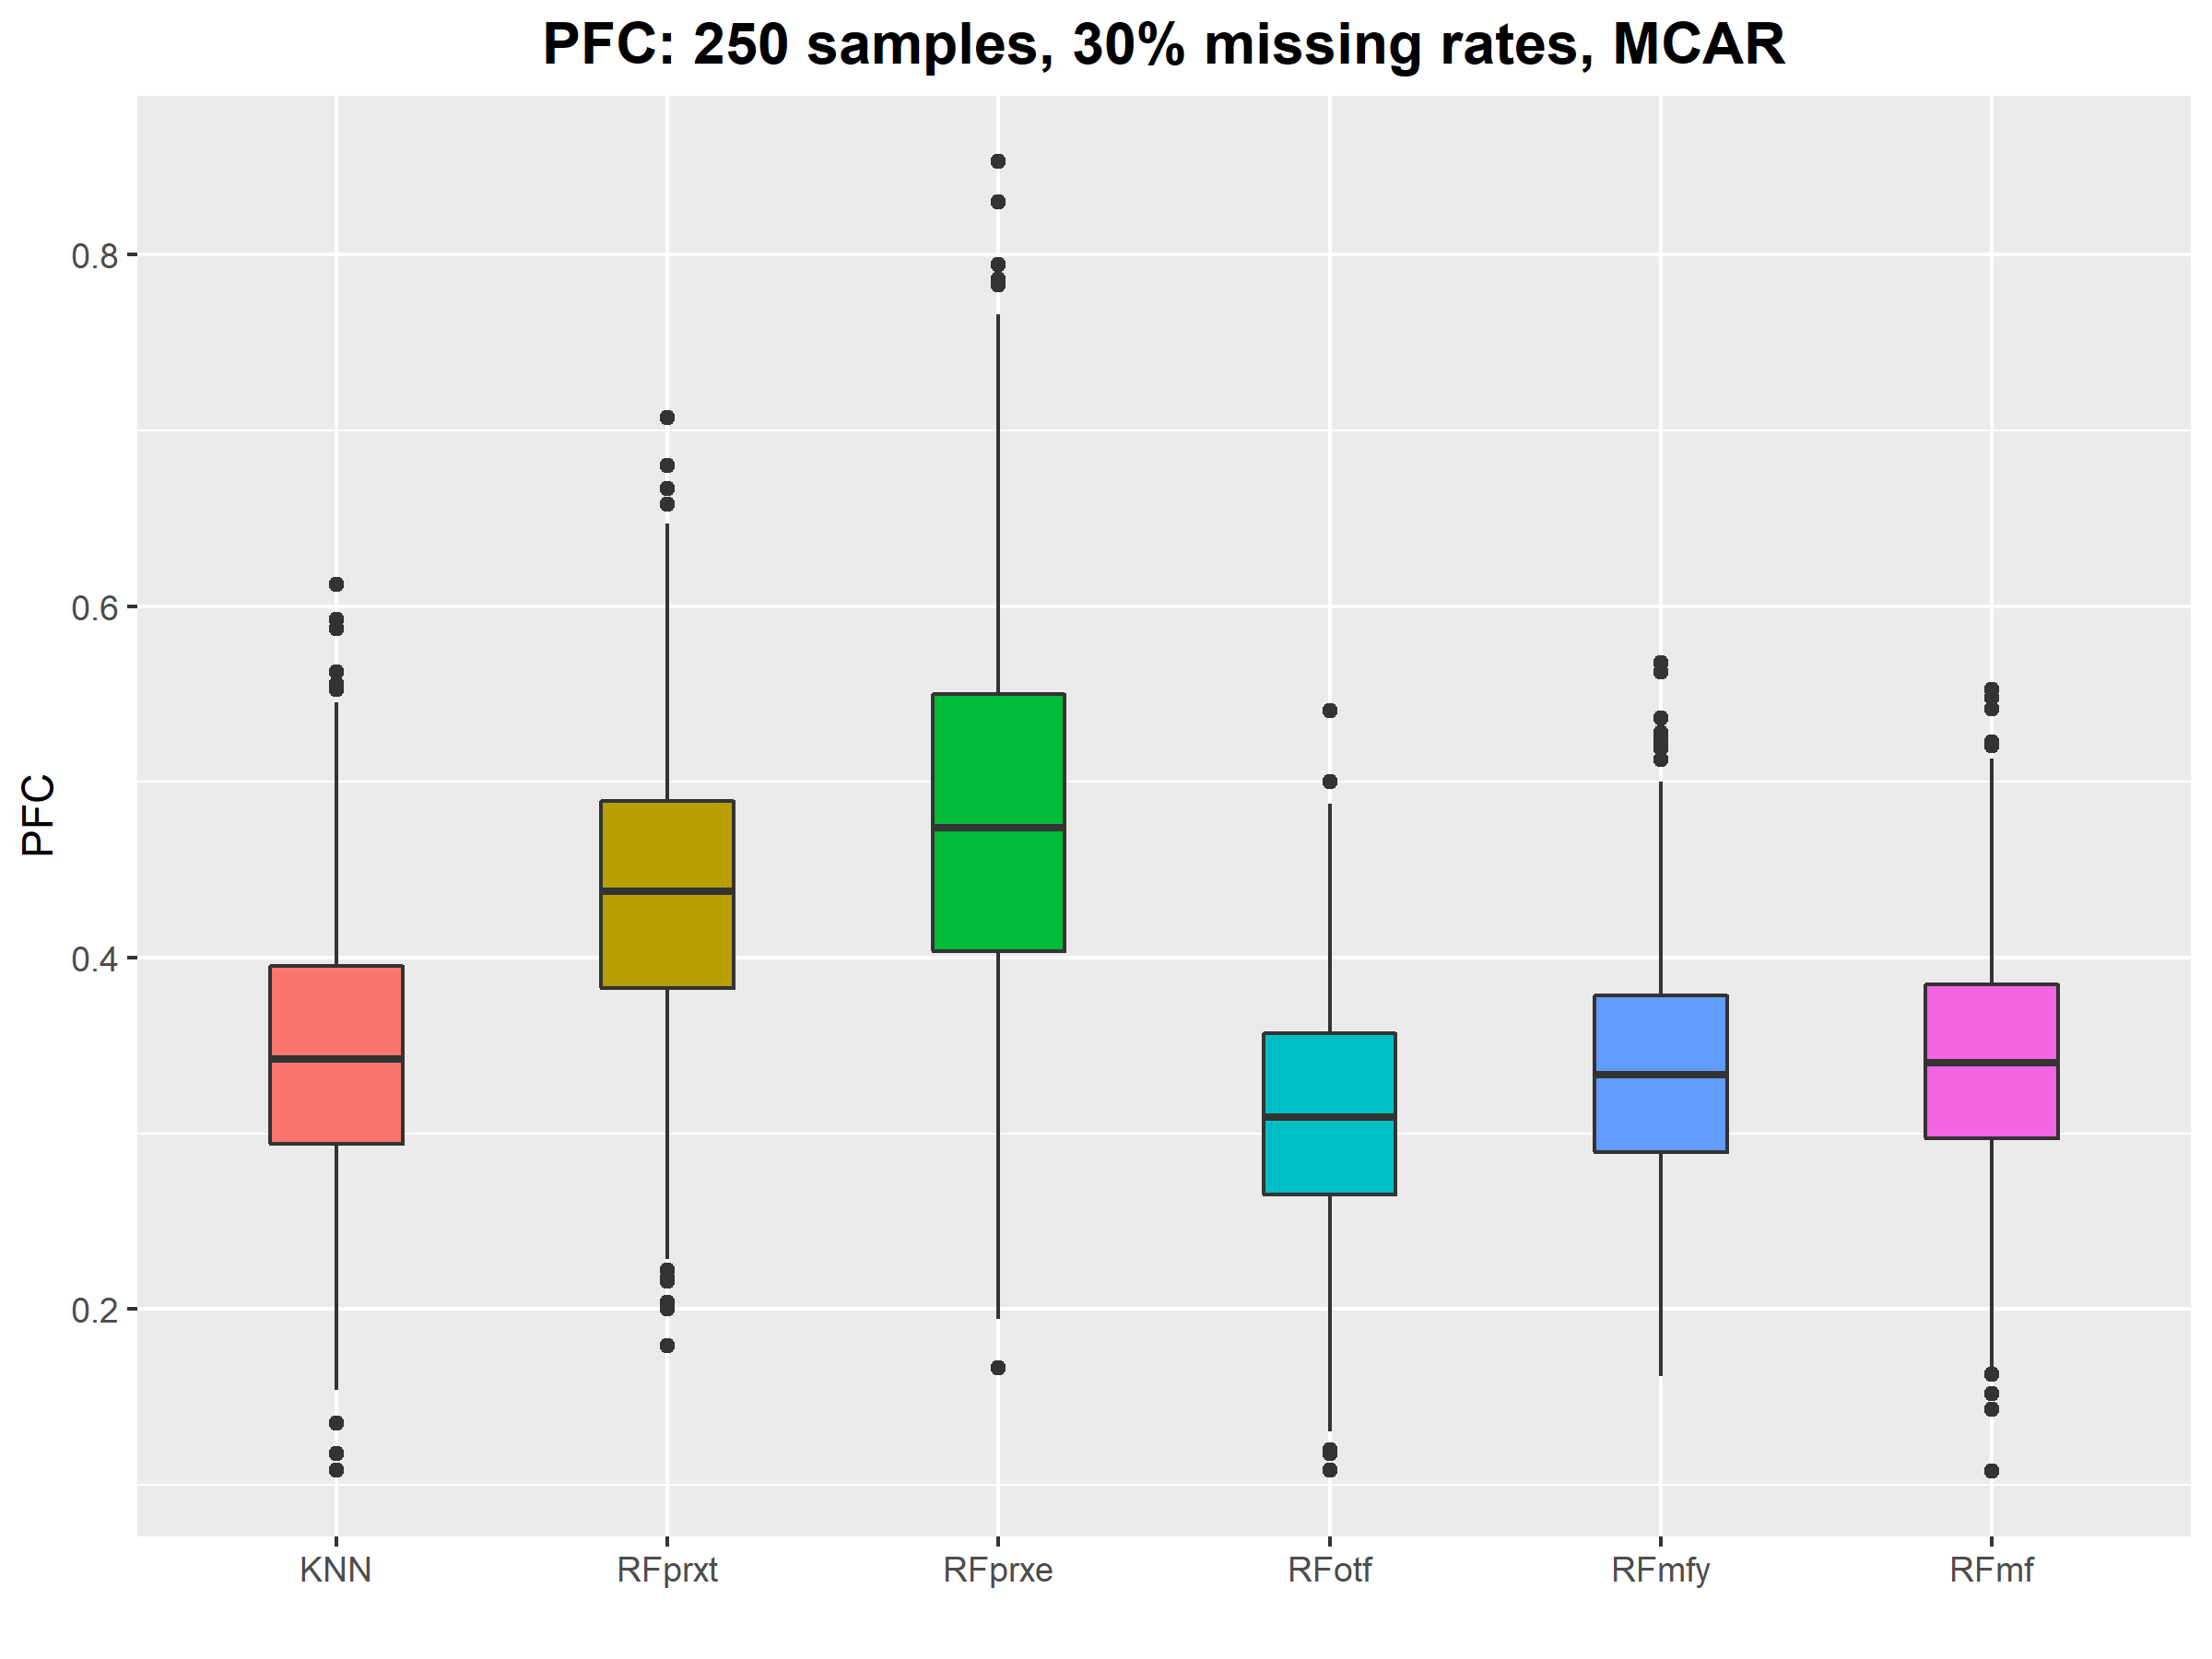 PFC: 250 samples, 30% missing rates, MCAR
PFC
0.8
0.6
0.4
0.2
KNN RFprxt RFprxe RFotf RFmfy RFmf